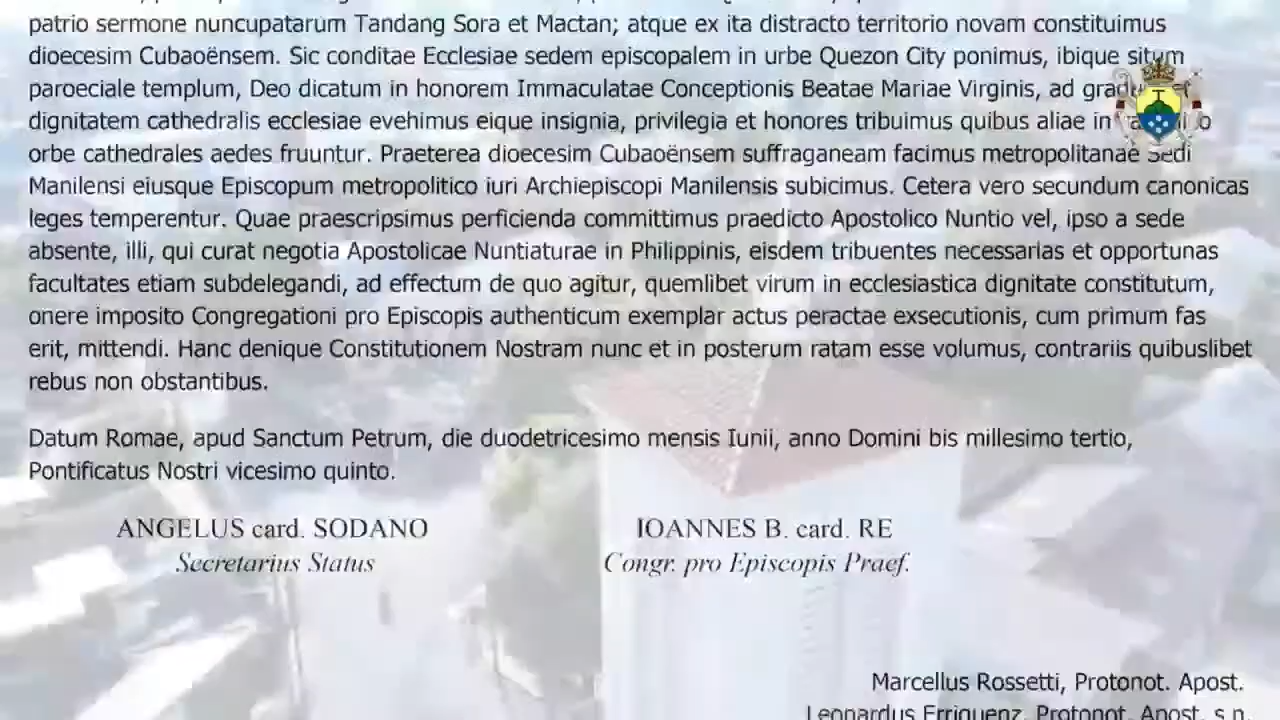 patrio sermone nuncupatarum Tandang Sora et Mactan; atque ex ita distracto territorio novam constituimus
dioecesim Cubaoënsem. Sic conditae Ecclesiae sedem episcopalem in urbe Quezon City ponimus, ibique situm
paroeciale templum, Deo dicatum in honorem Immaculatae Conceptionis Beatae Mariae Virginis, ad
dignitatem cathedralis ecclesiae evehimus eique insignia, privilegia et honores tribuimus quibus aliae in
orbe cathedrales aedes fruuntur. Praeterea dioecesim Cubaoënsem suffraganeam facimus metropolitanae Sedi
Manilensi eiusque Episcopum metropolitico iuri Archiepiscopi Manilensis subicimus. Cetera vero secundum canonicas
leges temperentur. Quae praescripsimus perficienda committimus praedicto Apostolico Nuntio vel, ipso a sede
absente, illi, qui curat negotia Apostolicae Nuntiaturae in Philippinis, eisdem tribuentes necessarias et opportunas
facultates etiam subdelegandi, ad effectum de quo agitur, quemlibet virum in ecclesiastica dignitate constitutum,
onere imposito Congregationi pro Episcopis authenticum exemplar actus peractae exsecutionis, cum primum fas
erit, mittendi. Hanc denique Constitutionem Nostram nunc et in posterum ratam esse volumus, contrariis quibuslibet
rebus non obstantibus.
Datum Romae, apud Sanctum Petrum, die duodetricesimo mensis Iunii, anno Domini bis millesimo tertio,
Pontificatus Nostri vicesimo quinto.
ANGELUS card. SODANO IOANNES B. card. RE
Secretarius Status Congr. pro Episcopis Praef.
Marcellus Rossetti, Protonot. Apost.
Leonardus Erriquenz, Protonot. Apost. s.n.